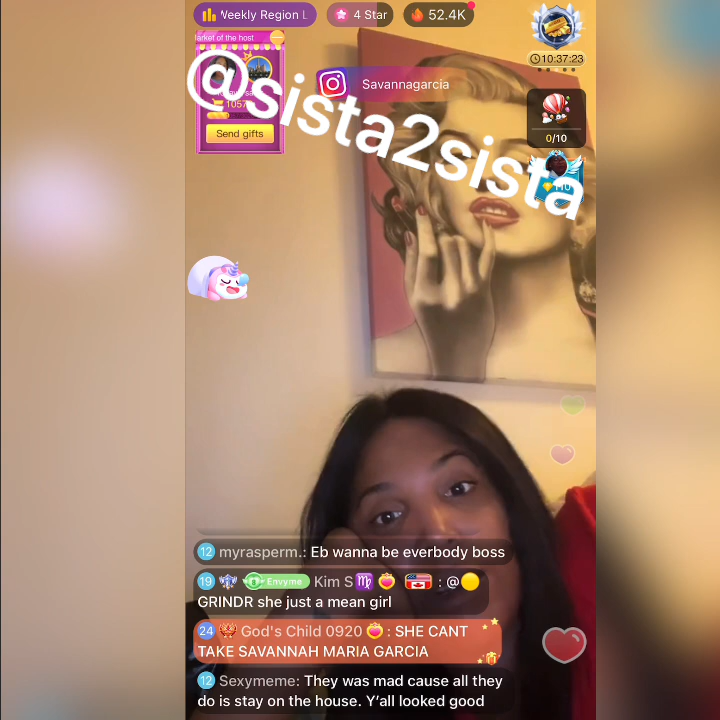 Weekly Region L
4 Star
52.4K
arket of the host
10:37:23
Savannagarcia
@sista2sista
1057
Send gifts
0/10
12 myrasperm.: Eb wanna be everbody boss
19 Envyme Kim S ♍ : @
GRINDR she just a mean girl
24 God's Child 0920 : SHE CANT
TAKE SAVANNAH MARIA GARCIA
12 Sexymeme: They was mad cause all they
do is stay on the house. Y'all looked good